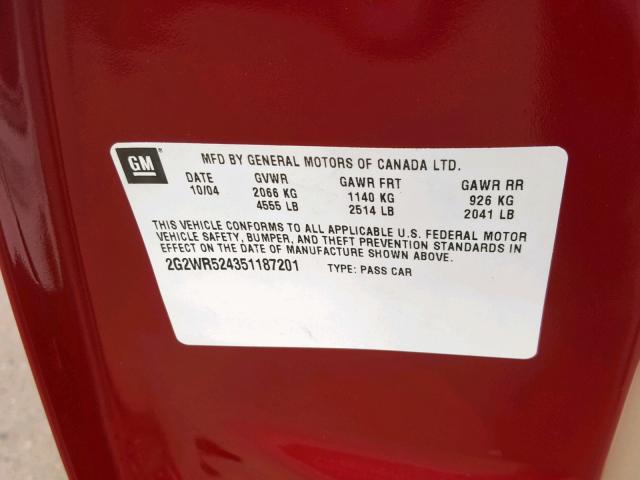 GM
MFD BY GENERAL MOTORS OF CANADA LTD.
DATE GVWR GAWR FRT GAWR RR
10/04 2066 KG 1140 KG 926 KG
4555 LB 2514 LB 2041 LB
THIS VEHICLE CONFORMS TO ALL APPLICABLE U.S. FEDERAL MOTOR
VEHICLE SAFETY, BUMPER, AND THEFT PREVENTION STANDARDS IN
EFFECT ON THE DATE OF MANUFACTURE SHOWN ABOVE.
2G2WR524351187201 TYPE: PASS CAR